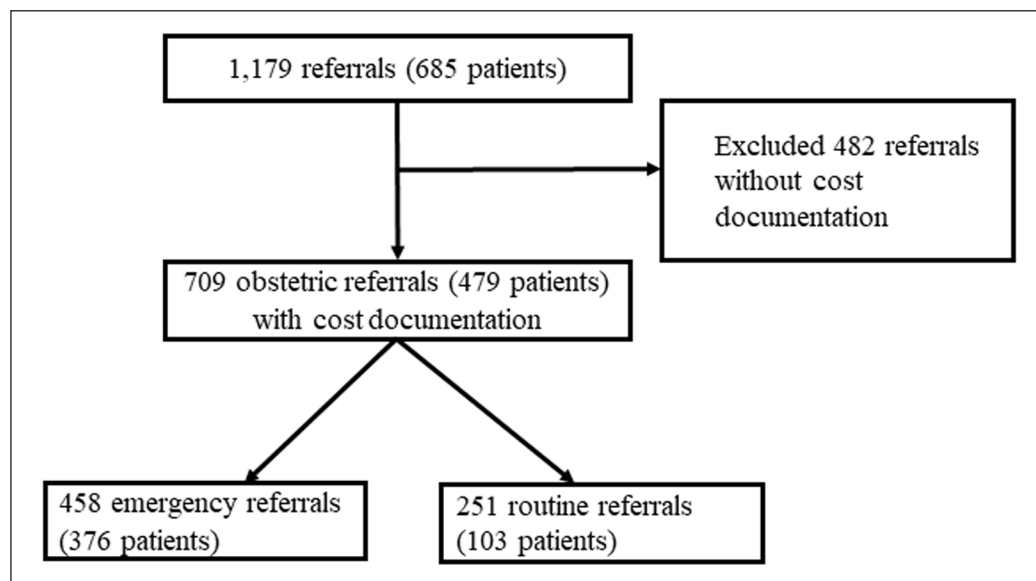 1,179 referrals (685 patients)
Excluded 482 referrals
without cost
documentation
709 obstetric referrals (479 patients)
with cost documentation
458 emergency referrals
(376 patients)
251 routine referrals
(103 patients)